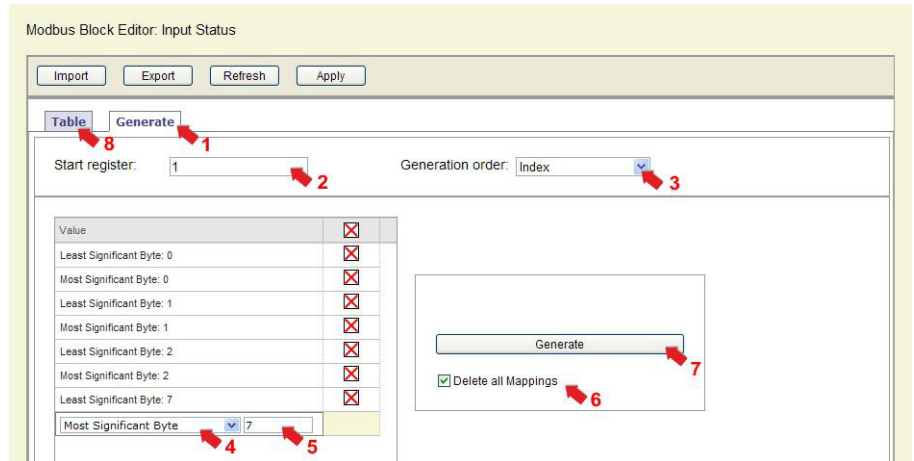 Modbus Block Editor: Input Status
Import Export Refresh Apply
Table Generate
8 1
Start register: 1 Generation order: Index
2 3
Value
Least Significant Byte: 0
Most Significant Byte: 0
Least Significant Byte: 1
Most Significant Byte: 1
Least Significant Byte: 2
Most Significant Byte: 2
Least Significant Byte: 7
Most Significant Byte 7
4 5
Generate
7
Delete all Mappings
6